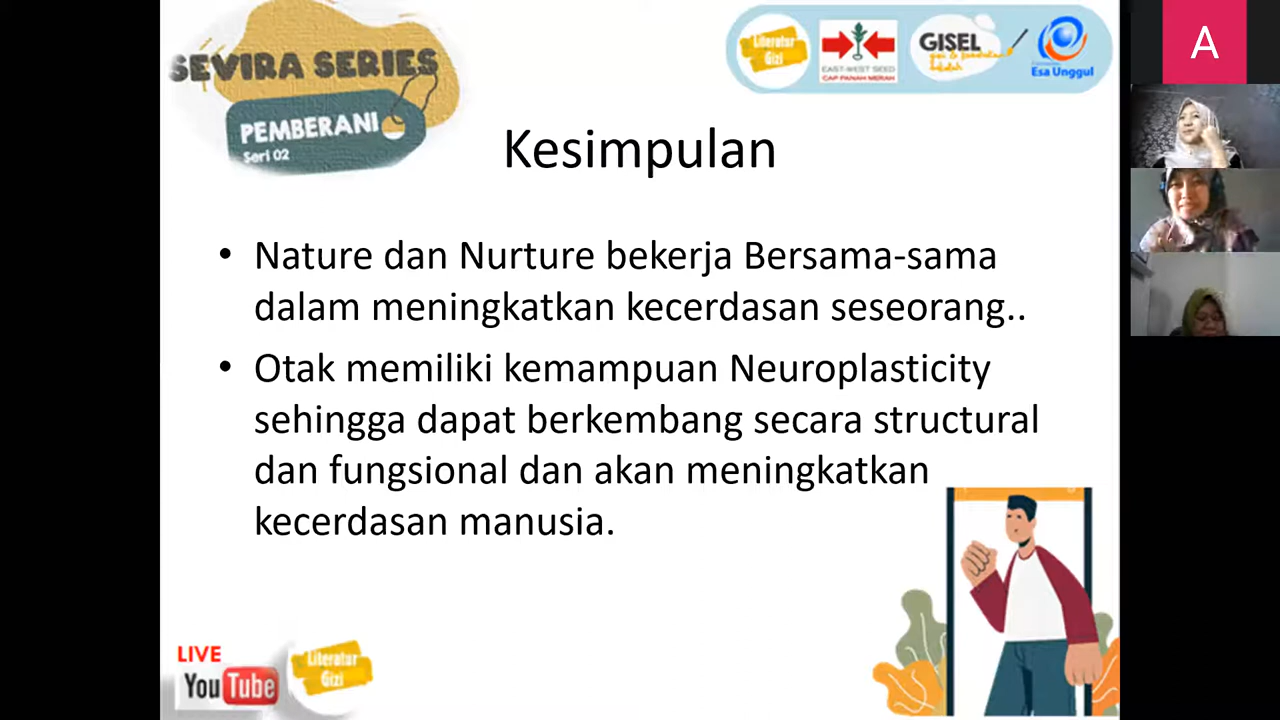 SEVIRA SERIES
PEMBERANI
Seri 02
Literatur
Gizi
EAST-WEST SEED
CAP PANAH MERAH
GISEL
Esa Unggul
A
Kesimpulan
• Nature dan Nurture bekerja Bersama-sama
dalam meningkatkan kecerdasan seseorang..
• Otak memiliki kemampuan Neuroplasticity
sehingga dapat berkembang secara structural
dan fungsional dan akan meningkatkan
kecerdasan manusia.
LIVE
YouTube
Literatur
Gizi